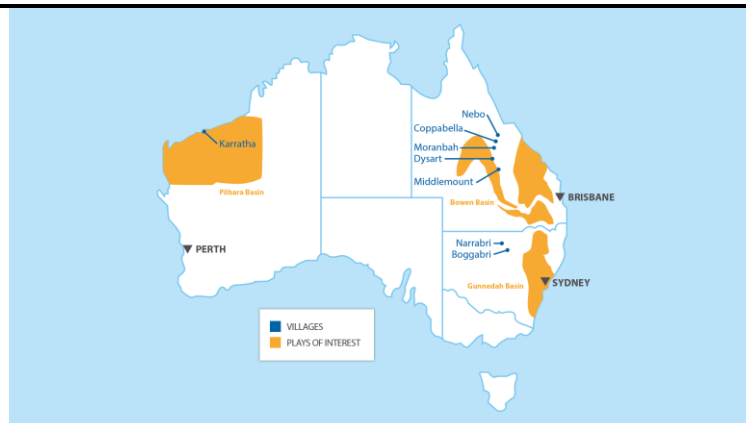 Nebo
Coppabella
Moranbah
Dysart
Middlemount
Karratha
Pilbara Basin
Bowen Basin
BRISBANE
PERTH
Narrabri
Boggabri
Gunnedah Basin
SYDNEY
VILLAGES
PLAYS OF INTEREST